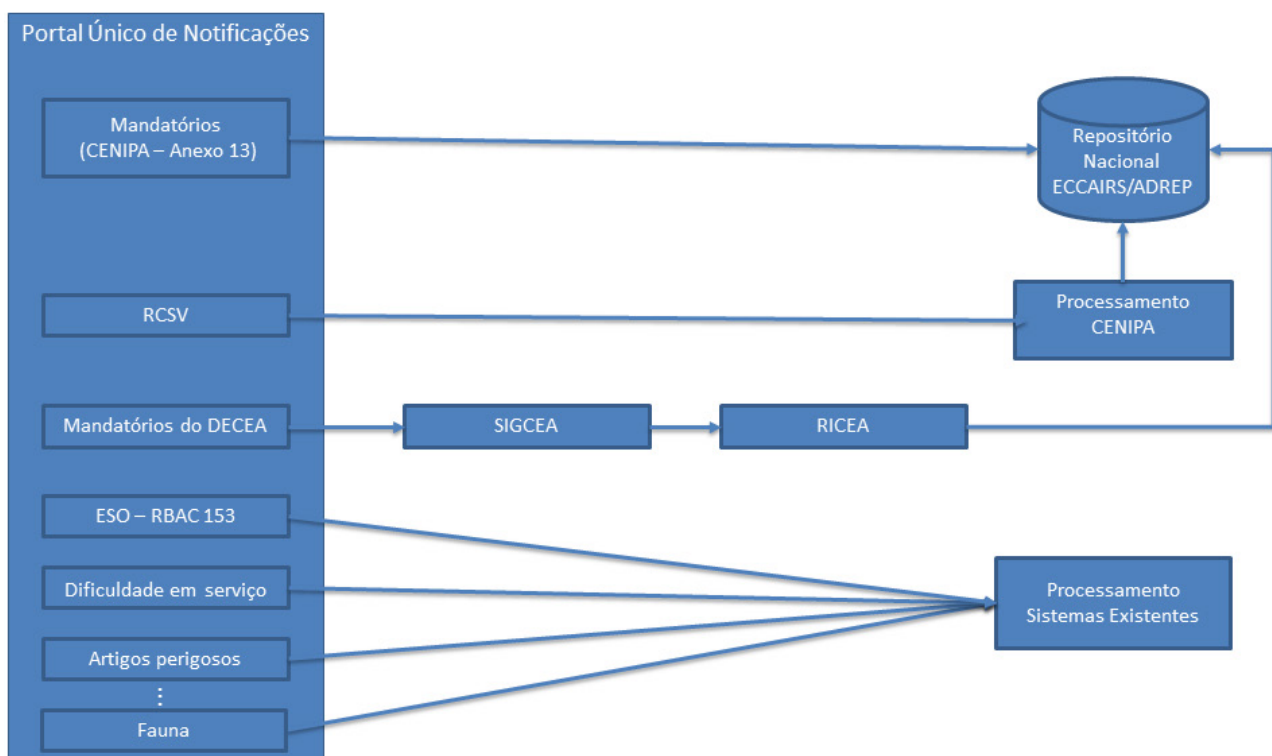 Portal Único de Notificações
Mandatórios
(CENIPA – Anexo 13)
Repositório
Nacional
ECCAIRS/ADREP
RCSV
Processamento
CENIPA
Mandatórios do DECEA
SIGCEA
RICEA
ESO – RBAC 153
Dificuldade em serviço
Processamento
Sistemas Existentes
Artigos perigosos
⋮
Fauna